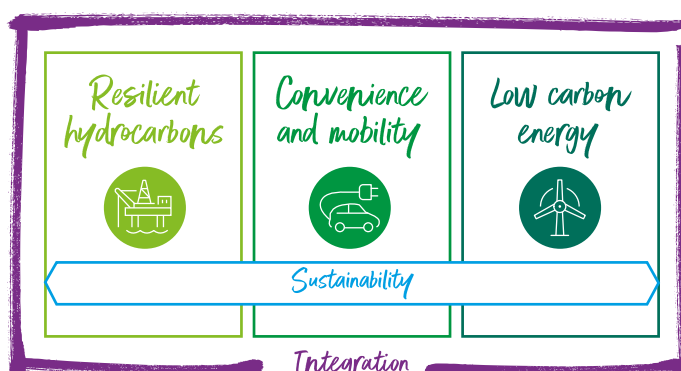 Resilient
hydrocarbons
Convenience
and mobility
Low carbon
energy
Sustainability
Integration